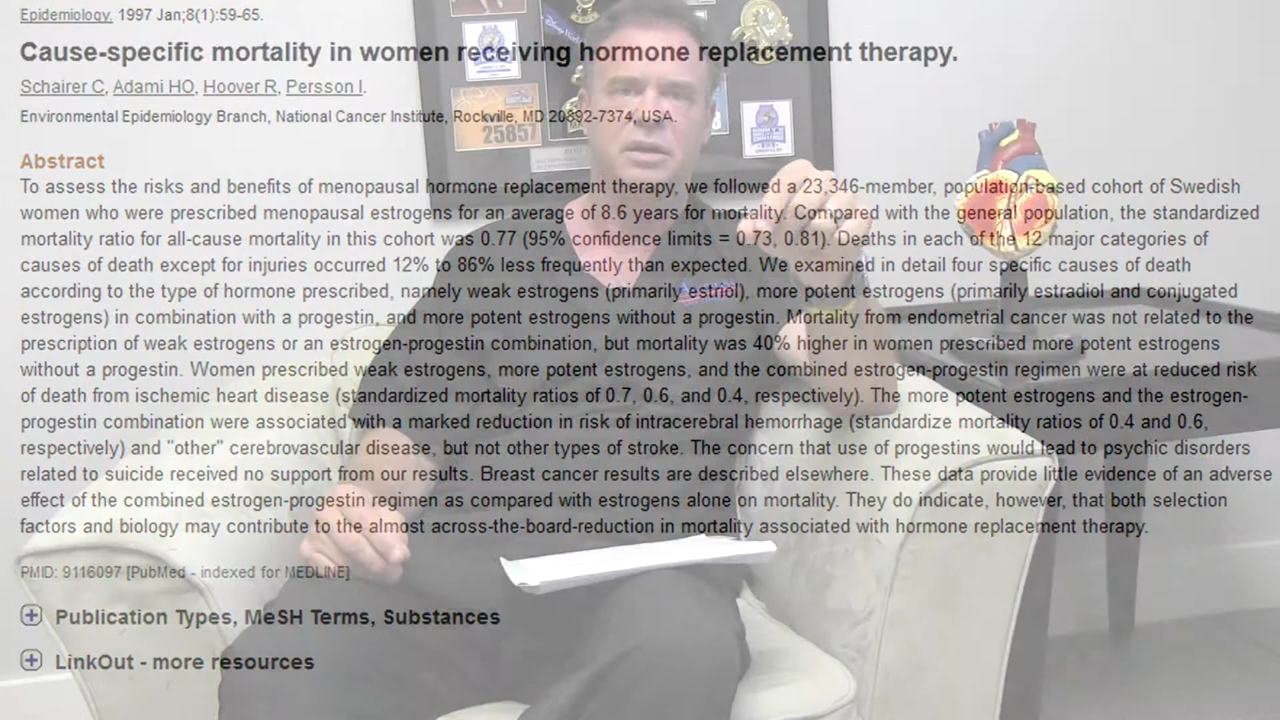 Epidemiology. 1997 Jan;8(1):59-65.
Cause-specific mortality in women receiving hormone replacement therapy.
Schairer C, Adami HO, Hoover R, Persson I.
Environmental Epidemiology Branch, National Cancer Institute, Rockville, MD 20892-7374, USA.
25857
Abstract
To assess the risks and benefits of menopausal hormone replacement therapy, we followed a 23,346-member, population-based cohort of Swedish
women who were prescribed menopausal estrogens for an average of 8.6 years for mortality. Compared with the general population, the standardized
mortality ratio for all-cause mortality in this cohort was 0.77 (95% confidence limits = 0.73, 0.81). Deaths in each of the 12 major categories of
causes of death except for injuries occurred 12% to 86% less frequently than expected. We examined in detail four specific causes of death
according to the type of hormone prescribed, namely weak estrogens (primarily estriol), more potent estrogens (primarily estradiol and conjugated
estrogens) in combination with a progestin, and more potent estrogens without a progestin. Mortality from endometrial cancer was not related to the
prescription of weak estrogens or an estrogen-progestin combination, but mortality was 40% higher in women prescribed more potent estrogens
without a progestin. Women prescribed weak estrogens, more potent estrogens, and the combined estrogen-progestin regimen were at reduced risk
of death from ischemic heart disease (standardized mortality ratios of 0.7, 0.6, and 0.4, respectively). The more potent estrogens and the estrogen-
progestin combination were associated with a marked reduction in risk of intracerebral hemorrhage (standardize mortality ratios of 0.4 and 0.6,
respectively) and "other" cerebrovascular disease, but not other types of stroke. The concern that use of progestins would lead to psychic disorders
related to suicide received no support from our results. Breast cancer results are described elsewhere. These data provide little evidence of an adverse
effect of the combined estrogen-progestin regimen as compared with estrogens alone on mortality. They do indicate, however, that both selection
factors and biology may contribute to the almost across-the-board-reduction in mortality associated with hormone replacement therapy.
PMID: 9116097 [PubMed - indexed for MEDLINE]
Publication Types, MeSH Terms, Substances
LinkOut - more resources